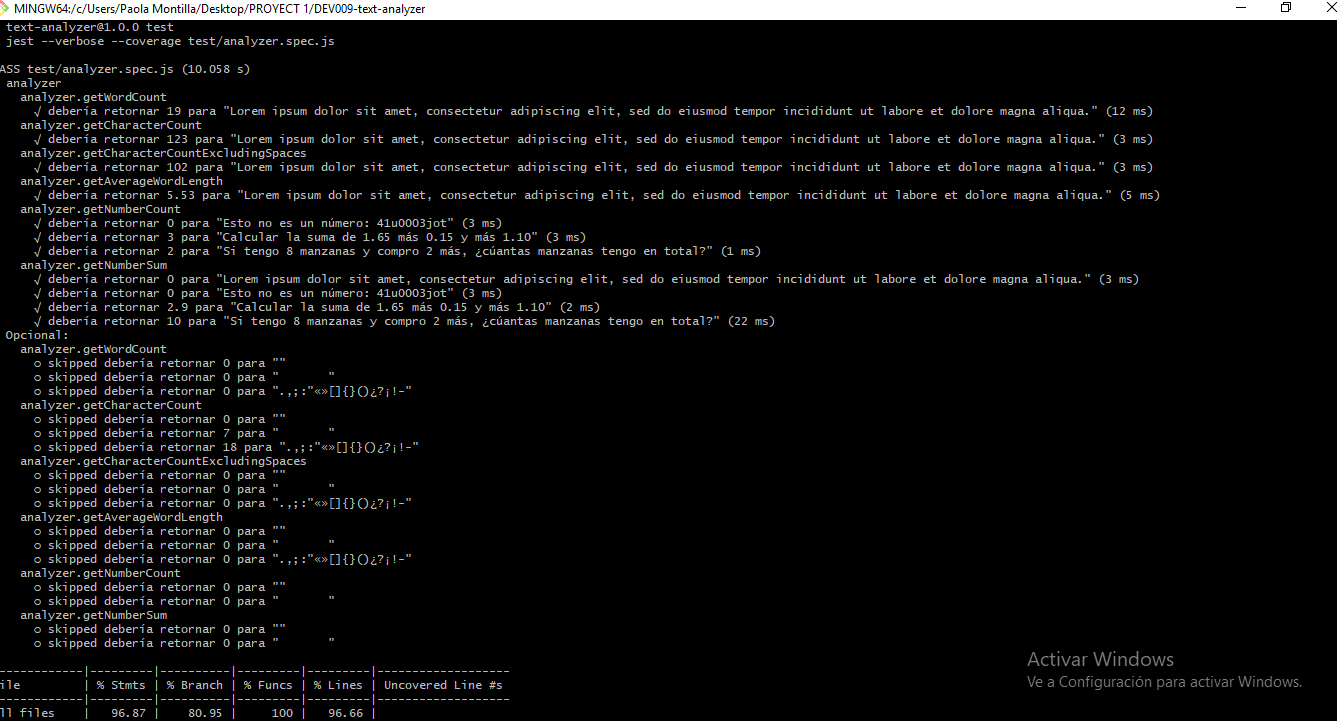 MINGW64:/c/Users/Paola Montilla/Desktop/PROYECT 1/DEV009-text-analyzer
text-analyzer@1.0.0 test
jest --verbose --coverage test/analyzer.spec.js
ASS test/analyzer.spec.js (10.058 s)
analyzer
analyzer.getWordCount
√ debería retornar 19 para "Lorem ipsum dolor sit amet, consectetur adipiscing elit, sed do eiusmod tempor incididunt ut labore et dolore magna aliqua." (12 ms)
analyzer.getCharacterCount
√ debería retornar 123 para "Lorem ipsum dolor sit amet, consectetur adipiscing elit, sed do eiusmod tempor incididunt ut labore et dolore magna aliqua." (3 ms)
analyzer.getCharacterCountExcludingSpaces
√ debería retornar 102 para "Lorem ipsum dolor sit amet, consectetur adipiscing elit, sed do eiusmod tempor incididunt ut labore et dolore magna aliqua." (3 ms)
analyzer.getAverageWordLength
√ debería retornar 5.53 para "Lorem ipsum dolor sit amet, consectetur adipiscing elit, sed do eiusmod tempor incididunt ut labore et dolore magna aliqua." (5 ms)
analyzer.getNumberCount
√ debería retornar 0 para "Esto no es un número: 41u0003jot" (3 ms)
√ debería retornar 3 para "Calcular la suma de 1.65 más 0.15 y más 1.10" (3 ms)
√ debería retornar 2 para "Si tengo 8 manzanas y compro 2 más, ¿cúantas manzanas tengo en total?" (1 ms)
analyzer.getNumberSum
√ debería retornar 0 para "Lorem ipsum dolor sit amet, consectetur adipiscing elit, sed do eiusmod tempor incididunt ut labore et dolore magna aliqua." (3 ms)
√ debería retornar 0 para "Esto no es un número: 41u0003jot" (3 ms)
√ debería retornar 2.9 para "Calcular la suma de 1.65 más 0.15 y más 1.10" (2 ms)
√ debería retornar 10 para "Si tengo 8 manzanas y compro 2 más, ¿cúantas manzanas tengo en total?" (22 ms)
Opcional:
analyzer.getWordCount
○ skipped debería retornar 0 para ""
○ skipped debería retornar 0 para "       "
○ skipped debería retornar 0 para ".,;:"«»[]{}()¿?¡!-"
analyzer.getCharacterCount
○ skipped debería retornar 0 para ""
○ skipped debería retornar 7 para "       "
○ skipped debería retornar 18 para ".,;:"«»[]{}()¿?¡!-"
analyzer.getCharacterCountExcludingSpaces
○ skipped debería retornar 0 para ""
○ skipped debería retornar 0 para "       "
○ skipped debería retornar 0 para ".,;:"«»[]{}()¿?¡!-"
analyzer.getAverageWordLength
○ skipped debería retornar 0 para ""
○ skipped debería retornar 0 para "       "
○ skipped debería retornar 0 para ".,;:"«»[]{}()¿?¡!-"
analyzer.getNumberCount
○ skipped debería retornar 0 para ""
○ skipped debería retornar 0 para "       "
analyzer.getNumberSum
○ skipped debería retornar 0 para ""
○ skipped debería retornar 0 para "       "
------------|---------|----------|---------|---------|-------------------
ile | % Stmts | % Branch | % Funcs | % Lines | Uncovered Line #s
------------|---------|----------|---------|---------|-------------------
ll files | 96.87 | 80.95 | 100 | 96.66 |
Activar Windows
Ve a Configuración para activar Windows.